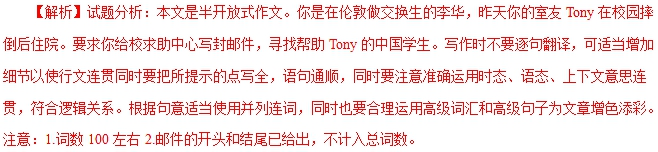 【解析】试题分析：本文是半开放式作文。你是在伦敦做交换生的李华，昨天你的室友 Tony 在校园摔
倒后住院。要求你给校求助中心写封邮件，寻找帮助 Tony 的中国学生。写作时不要逐句翻译，可适当增加
细节以使行文连贯同时要把所提示的点写全，语句通顺，同时要注意准确运用时态、语态、上下文意思连
贯，符合逻辑关系。根据句意适当使用并列连词，同时也要合理运用高级词汇和高级句子为文章增色添彩。
注意：1.词数 100 左右 2.邮件的开头和结尾已给出，不计入总词数。